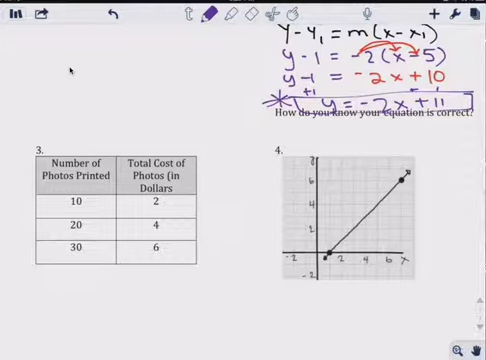 y - y₁ = m(x - x₁)
y - 1 = -2(x - 5)
y - 1 = -2x + 10
+1 +1
* y = -2x + 11
How do you know your equation is correct?
3.
Number of Photos Printed Total Cost of Photos (in Dollars
10 2
20 4
30 6
4.
8
6
4
2
-2 2 4 6 x
-2